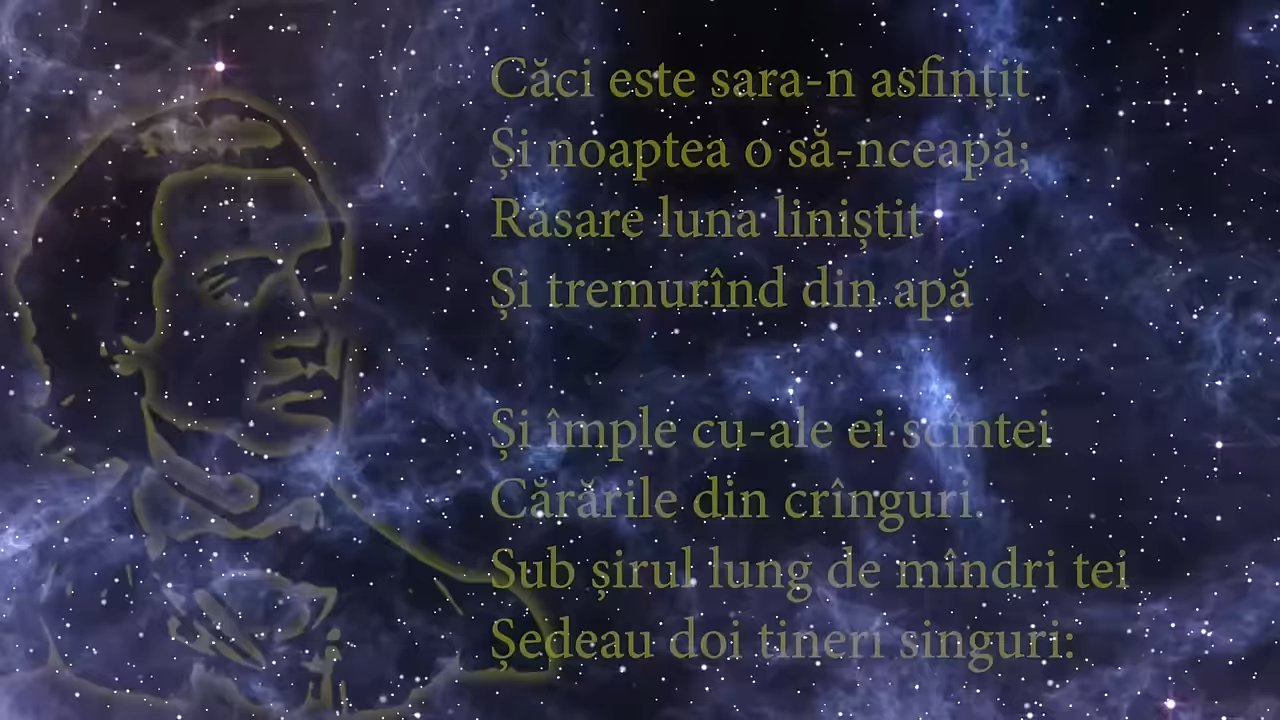 Căci este sara-n asfințit
Și noaptea o să-nceapă;
Răsare luna liniștit
Și tremurînd din apă
Și împle cu-ale ei scîntei
Cărările din crînguri.
Sub șirul lung de mîndri tei
Ședeau doi tineri singuri: